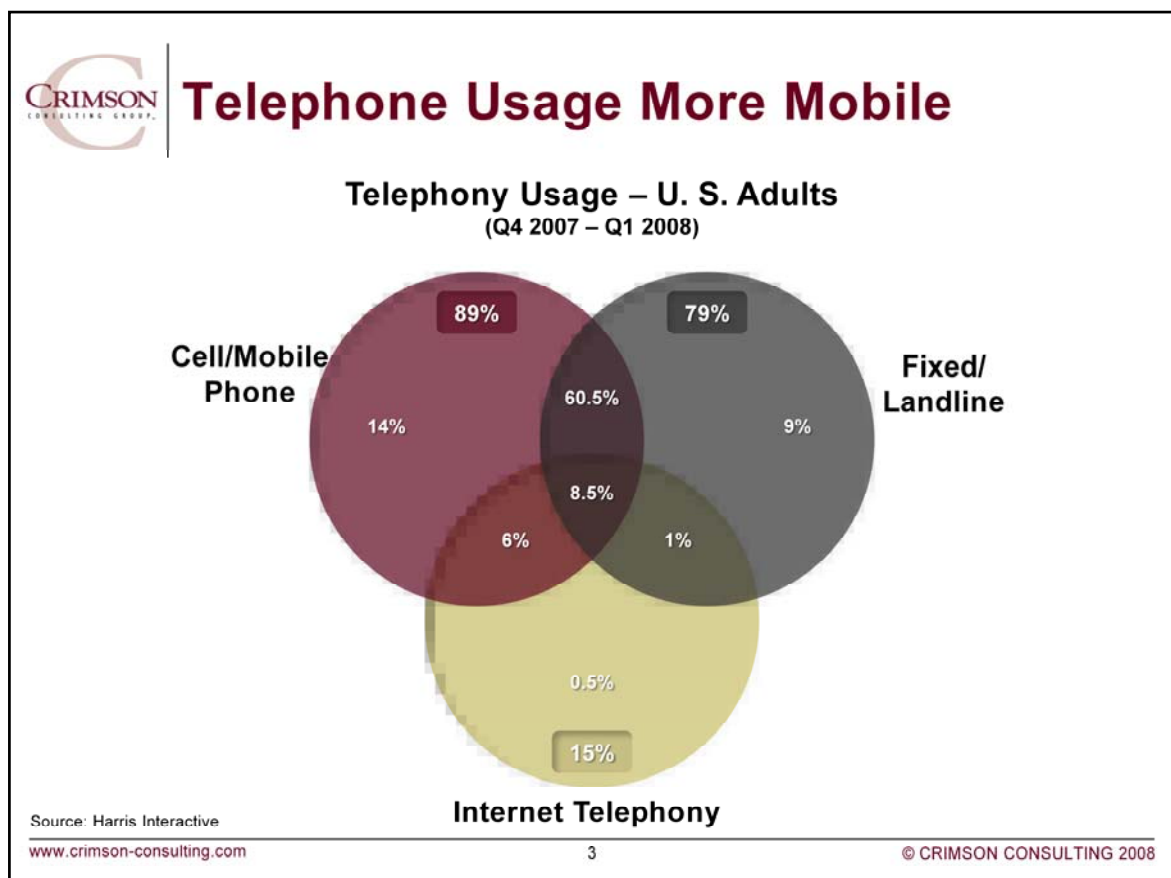 CRIMSON
CONSULTING GROUP
Telephone Usage More Mobile
Telephony Usage – U. S. Adults
(Q4 2007 – Q1 2008)
89%
79%
Cell/Mobile
Phone
Fixed/
Landline
60.5%
14%
9%
8.5%
6%
1%
0.5%
15%
Internet Telephony
Source: Harris Interactive
www.crimson-consulting.com
3
© CRIMSON CONSULTING 2008